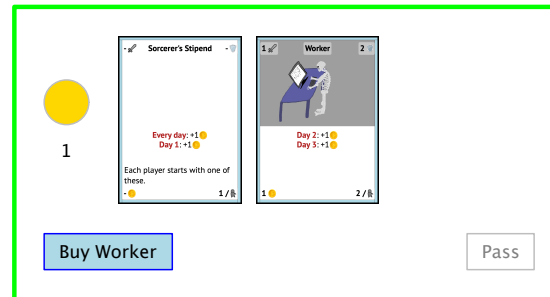 - Sorcerer's Stipend -
1 Worker 2
Every day: +1
Day 1: +1
Day 2: +1
Day 3: +1
1
Each player starts with one of
these.
- 1 /
1 2 /
Buy Worker
Pass